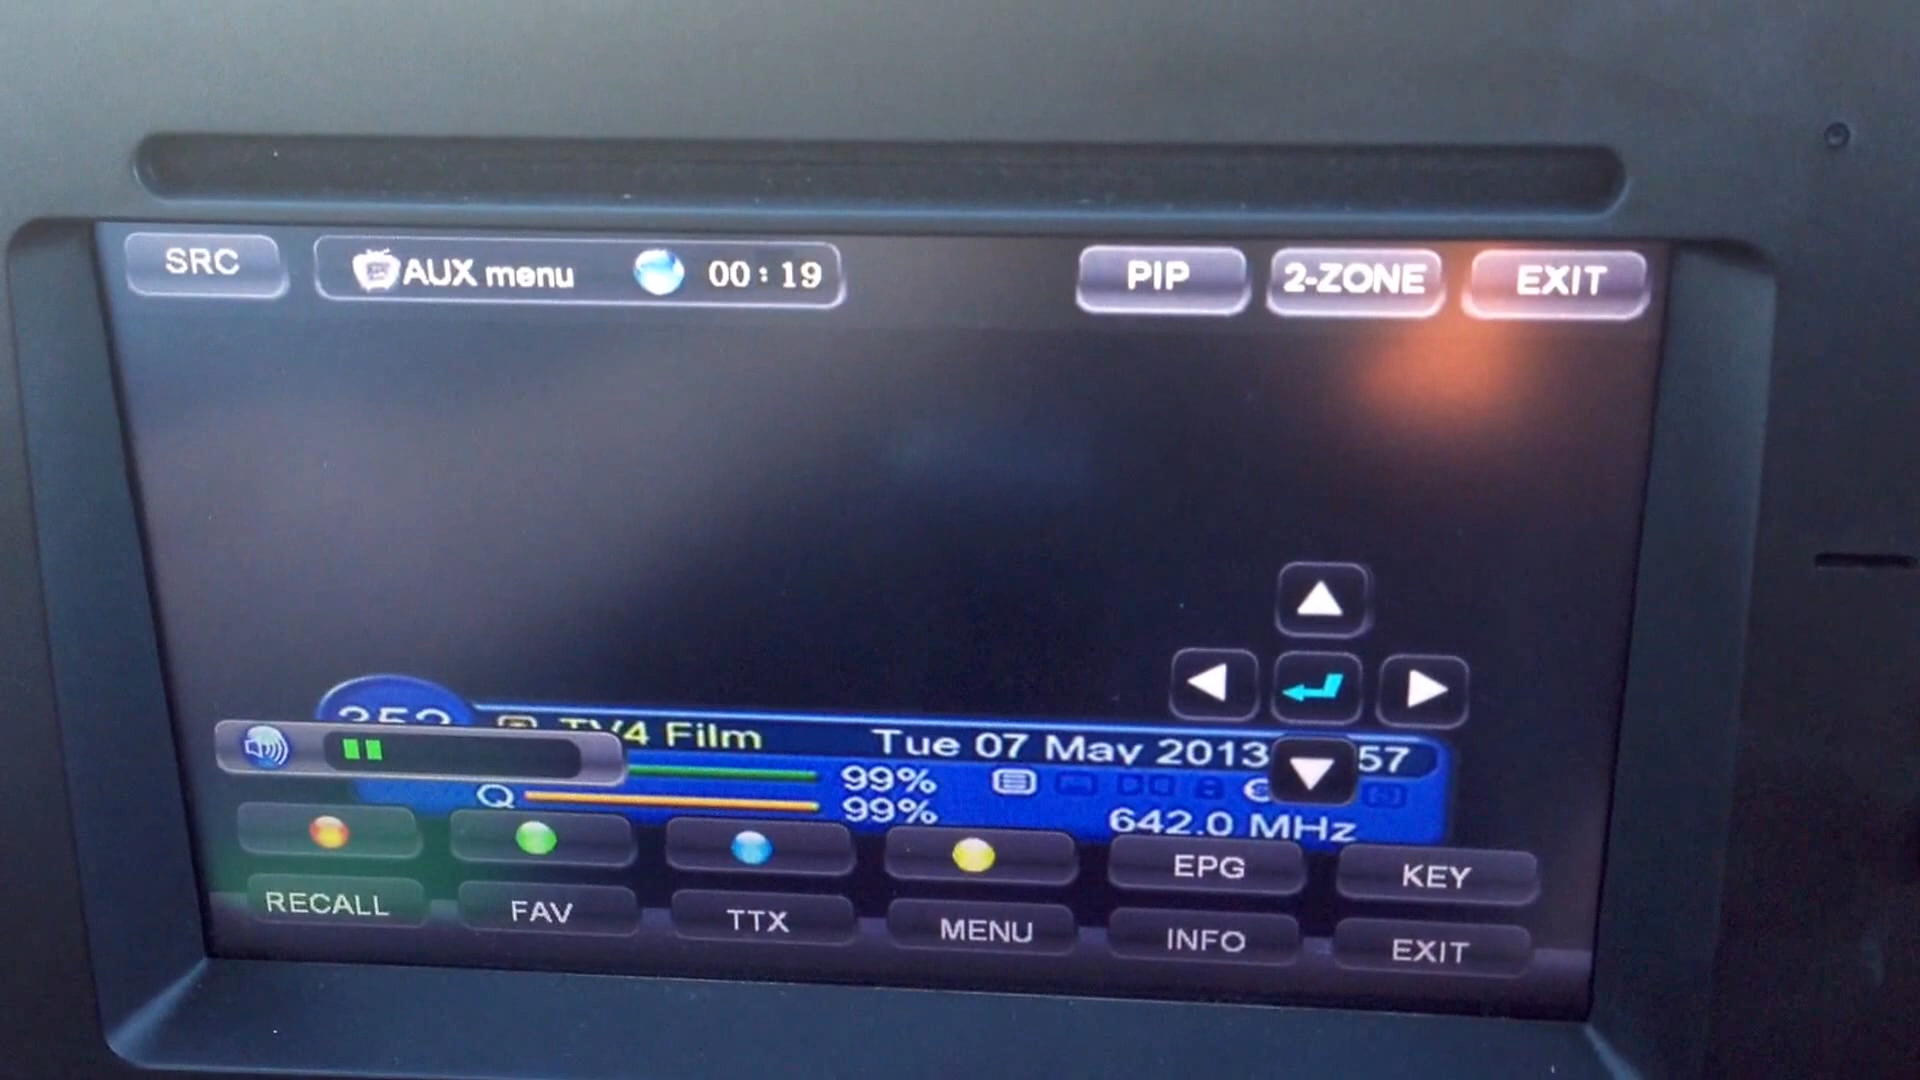 SRC AUX menu 00:19 PIP 2-ZONE EXIT
TV4 Film Tue 07 May 2013 57
99%
Q 99%
642.0 MHz
EPG KEY
RECALL FAV TTX MENU INFO EXIT